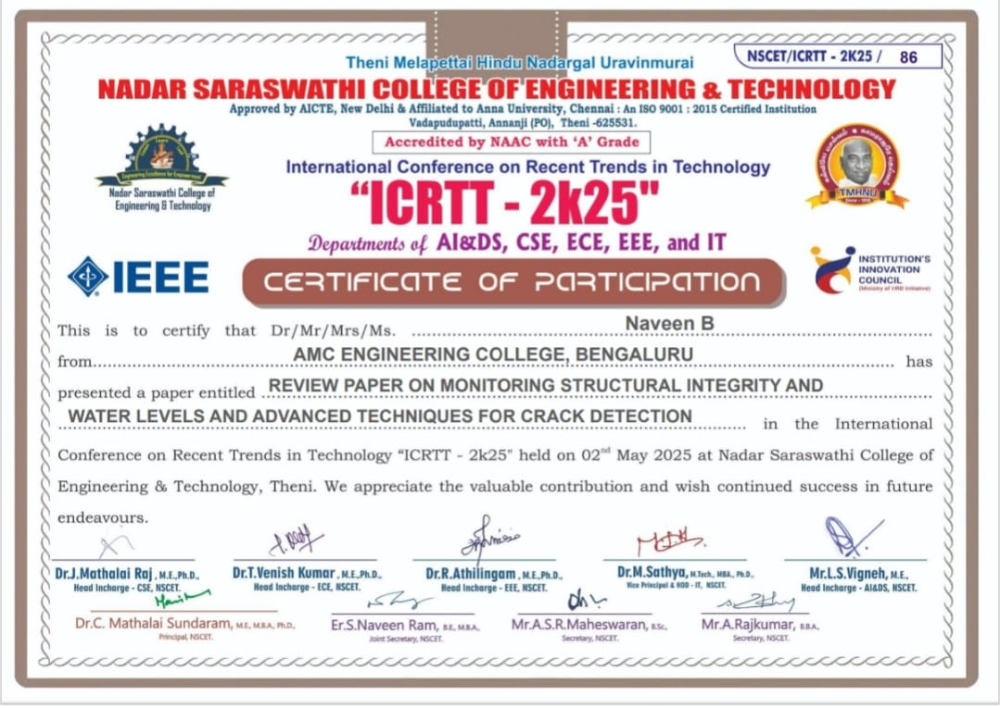 Theni Melapettai Hindu Nadargal Uravinmurai
NSCET/ICRTT - 2K25 / 86
NADAR SARASWATHI COLLEGE OF ENGINEERING & TECHNOLOGY
Approved by AICTE, New Delhi & Affiliated to Anna University, Chennai : An ISO 9001 : 2015 Certified Institution
Vadapudupatti, Annanji (PO), Theni -625531.
Accredited by NAAC with ‘A’ Grade
International Conference on Recent Trends in Technology
“ICRTT - 2k25"
Departments of AI&DS, CSE, ECE, EEE, and IT
Nadar Saraswathi College of
Engineering & Technology
TMHNU
IEEE
CERTIFICATE OF PARTICIPATION
INSTITUTION'S
INNOVATION
COUNCIL
(Ministry of HRD Initiative)
This is to certify that Dr/Mr/Mrs/Ms. Naveen B
from AMC ENGINEERING COLLEGE, BENGALURU has
presented a paper entitled REVIEW PAPER ON MONITORING STRUCTURAL INTEGRITY AND
WATER LEVELS AND ADVANCED TECHNIQUES FOR CRACK DETECTION in the International
Conference on Recent Trends in Technology “ICRTT - 2k25" held on 02nd May 2025 at Nadar Saraswathi College of
Engineering & Technology, Theni. We appreciate the valuable contribution and wish continued success in future
endeavours.
Dr.J.Mathalai Raj, M.E.,Ph.D., Dr.T.Venish Kumar, M.E.,Ph.D., Dr.R.Athilingam, M.E.,Ph.D., Dr.M.Sathya, M.Tech., MBA., Ph.D., Mr.L.S.Vigneh, M.E.,
Head Incharge - CSE, NSCET. Head Incharge - ECE, NSCET. Head Incharge - EEE, NSCET. Vice Principal & HOD - IT, NSCET. Head Incharge - AI&DS, NSCET.
Dr.C. Mathalai Sundaram, M.E, M.B.A, Ph.D., Er.S.Naveen Ram, B.E, M.B.A., Mr.A.S.R.Maheswaran, B.Sc, Mr.A.Rajkumar, B.B.A.,
Principal, NSCET. Joint Secretary, NSCET. Secretary, NSCET. Secretary, NSCET.